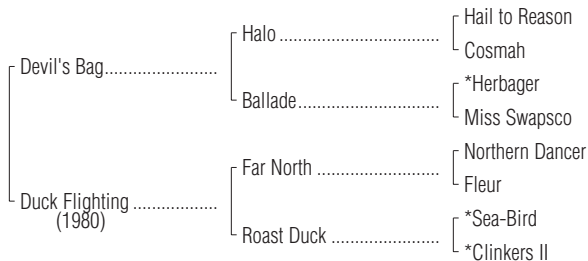 Hail to Reason
Halo ........................................
Cosmah
Devil's Bag............................
*Herbager
Ballade...................................
Miss Swapsco
Northern Dancer
Far North ..............................
Fleur
Duck Flighting .....................
(1980)
*Sea-Bird
Roast Duck ...........................
*Clinkers II